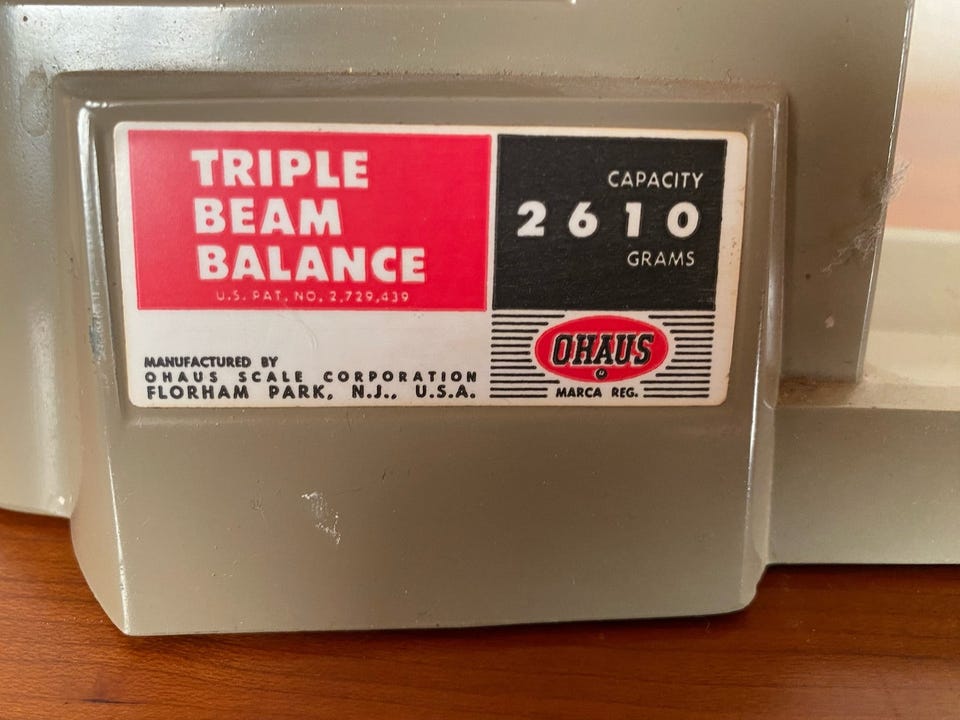 TRIPLE
BEAM
BALANCE
U.S. PAT. NO. 2,729,439
CAPACITY
2610
GRAMS
MANUFACTURED BY
OHAUS SCALE CORPORATION
FLORHAM PARK, N.J., U.S.A.
OHAUS
®
MARCA REG.